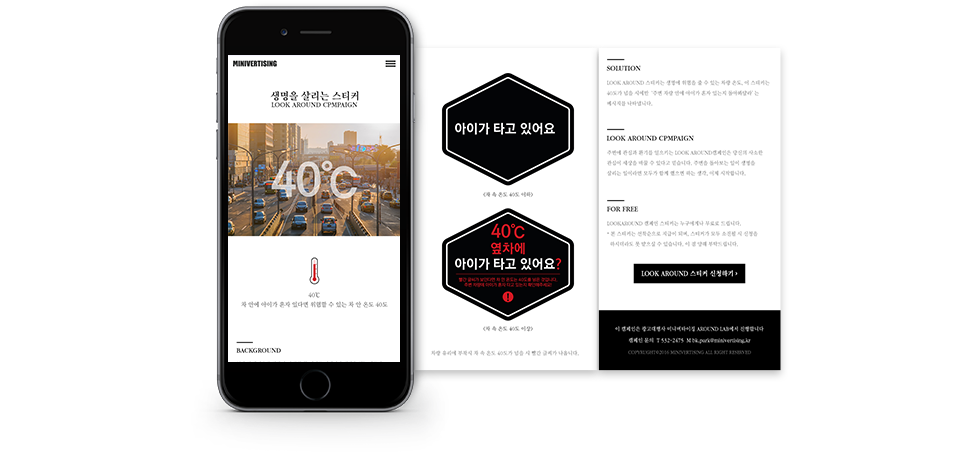 MINIVERTISING
생명을 살리는 스티커
LOOK AROUND CPMPAIGN
40℃
40℃
차 안에 아이가 혼자 있다면 위험할 수 있는 차 안 온도 40도
BACKGROUND
아이가 타고 있어요
(차 속 온도 40도 이하)
40℃
옆차에
아이가 타고 있어요?
(차 속 온도 40도 이상)
차량 유리에 부착시 차 속 온도 40도가 넘을 시 빨간 글씨가 나옵니다.
SOLUTION
LOOK AROUND 스티커는 생명에 위협을 줄 수 있는 차량 온도, 이 스티커는
40도가 넘을 시에만 '주변 차량 안에 아이가 혼자 있는지 돌아봐달라' 는
메시지를 나타냅니다.
LOOK AROUND CPMPAIGN
주변에 관심과 환기를 일으키는 LOOK AROUND캠페인은 당신의 사소한
관심이 세상을 바꿀 수 있다고 믿습니다. 주변을 돌아보는 일이 생명을
살리는 일이라면 모두가 함께 했으면 하는 생각, 이제 시작합니다.
FOR FREE
LOOKAROUND 캠페인 스티커는 누구에게나 무료로 드립니다.
* 본 스티커는 선착순으로 지급이 되며, 스티커가 모두 소진될 시 신청을
하시더라도 못 받으실 수 있습니다. 이 점 양해 부탁드립니다.
LOOK AROUND 스티커 신청하기 ›
이 캠페인은 광고대행사 미니버타이징 AROUND LAB에서 진행합니다
캠페인 문의 T 532-2475 M bk.park@minivertising.kr
COPYRIGHT©2015 MINIVERTISING ALL RIGHT RESERVED